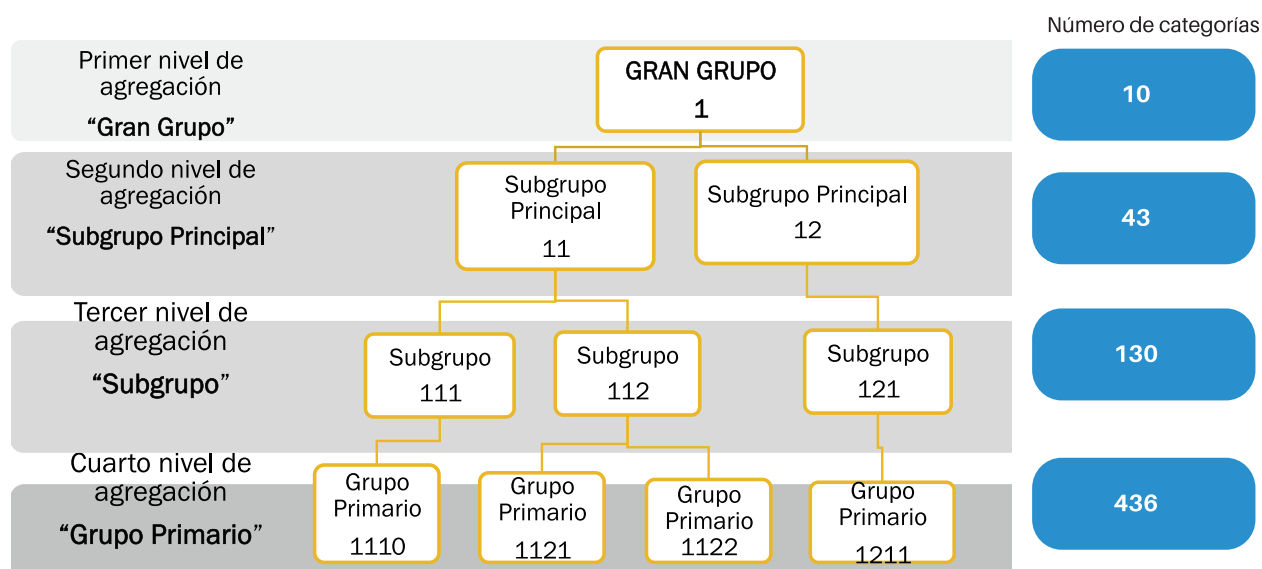 Número de categorías
Primer nivel de
agregación
“Gran Grupo”
GRAN GRUPO
1
10
Segundo nivel de
agregación
“Subgrupo Principal”
Subgrupo
Principal
11
Subgrupo Principal
12
43
Tercer nivel de
agregación
“Subgrupo”
Subgrupo
111
Subgrupo
112
Subgrupo
121
130
Cuarto nivel de
agregación
“Grupo Primario”
Grupo
Primario
1110
Grupo
Primario
1121
Grupo
Primario
1122
Grupo
Primario
1211
436